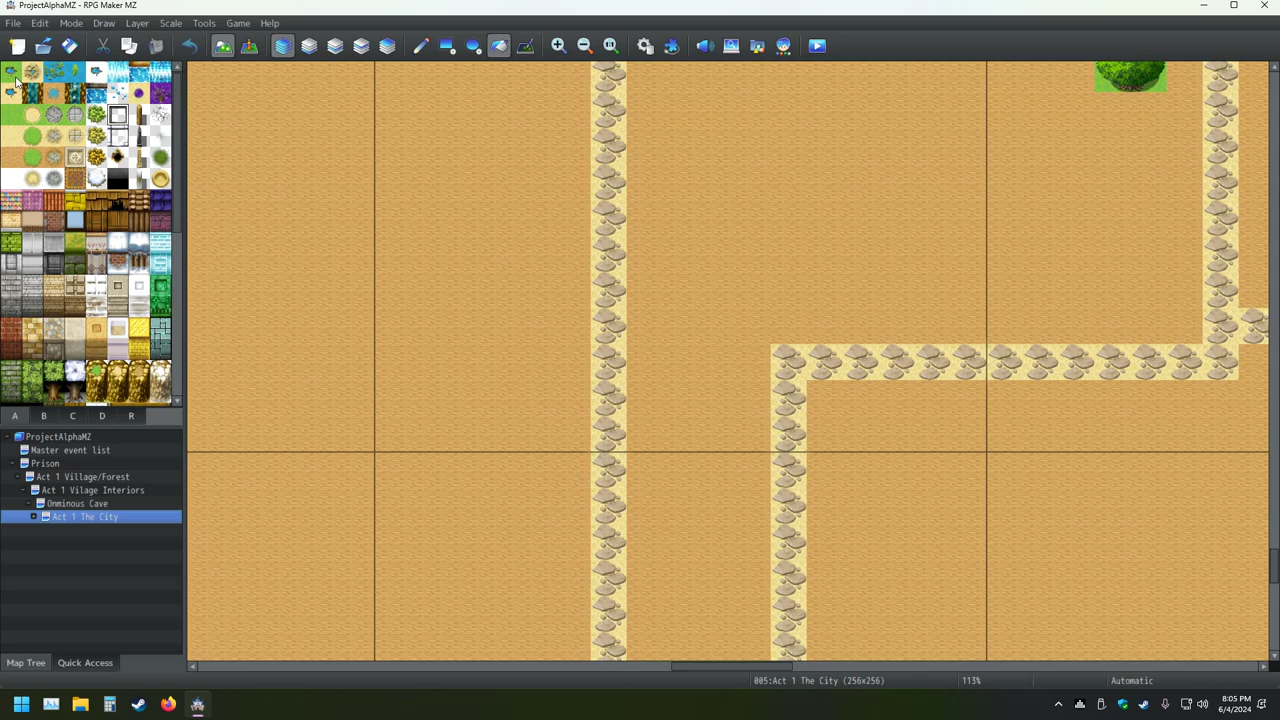 ProjectAlphaMZ - RPG Maker MZ
File Edit Mode Draw Layer Scale Tools Game Help
A B C D R
ProjectAlphaMZ
Master event list
Prison
Act 1 Village/Forest
Act 1 Vilage Interiors
Onminous Cave
Act 1 The City
Map Tree Quick Access
005:Act 1 The City (256x256) 113% Automatic
8:05 PM
6/4/2024